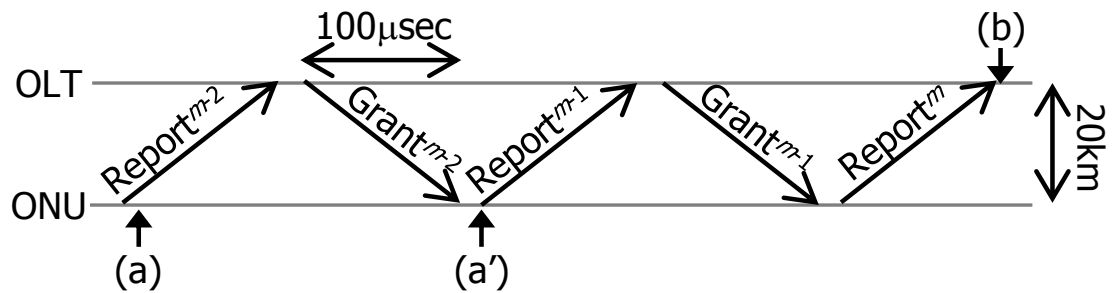 100μsec
(b)
OLT
Report^m-2
Grant^m-2
Report^m-1
Grant^m-1
Report^m
20km
ONU
(a)
(a')